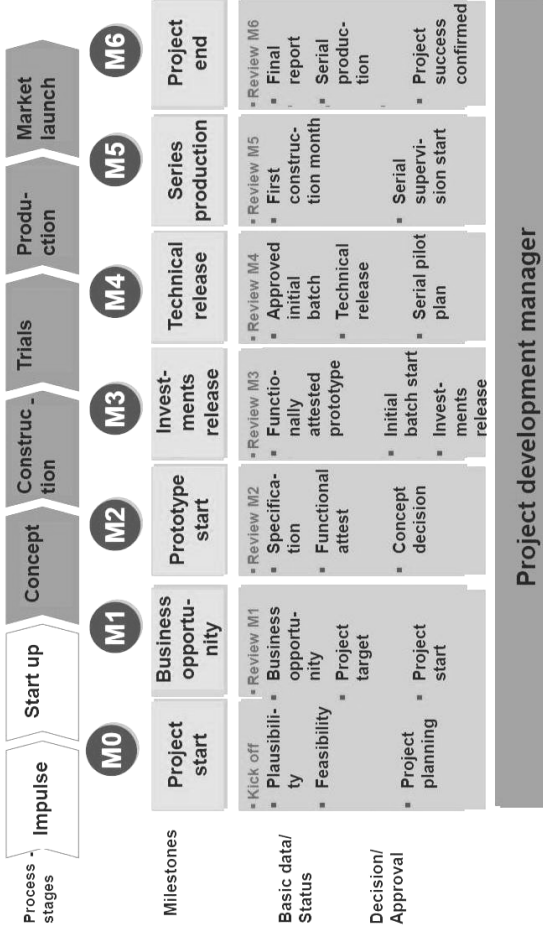 Process -
stages
Impulse
Start up
Concept
Construc -
tion
Trials
Produ-
ction
Market
launch
M0
M1
M2
M3
M4
M5
M6
Milestones
Project
start
Business
opportu-
nity
Prototype
start
Invest-
ments
release
Technical
release
Series
production
Project
end
Basic data/
Status
▪ Kick off
▪ Plausibili-
ty
▪ Feasibility
▪ Review M1
▪ Business
opportu-
nity
▪ Project
target
▪ Review M2
▪ Specifica-
tion
▪ Functional
attest
▪ Review M3
▪ Functio-
nally
attested
prototype
▪ Review M4
▪ Approved
initial
batch
▪ Technical
release
▪ Review M5
▪ First
construc-
tion month
▪ Review M6
▪ Final
report
▪ Serial
produc-
tion
Decision/
Approval
▪ Project
planning
▪ Project
start
▪ Concept
decision
▪ Initial
batch start
▪ Invest-
ments
release
▪ Serial pilot
plan
▪ Serial
supervi-
sion start
▪ Project
success
confirmed
Project development manager